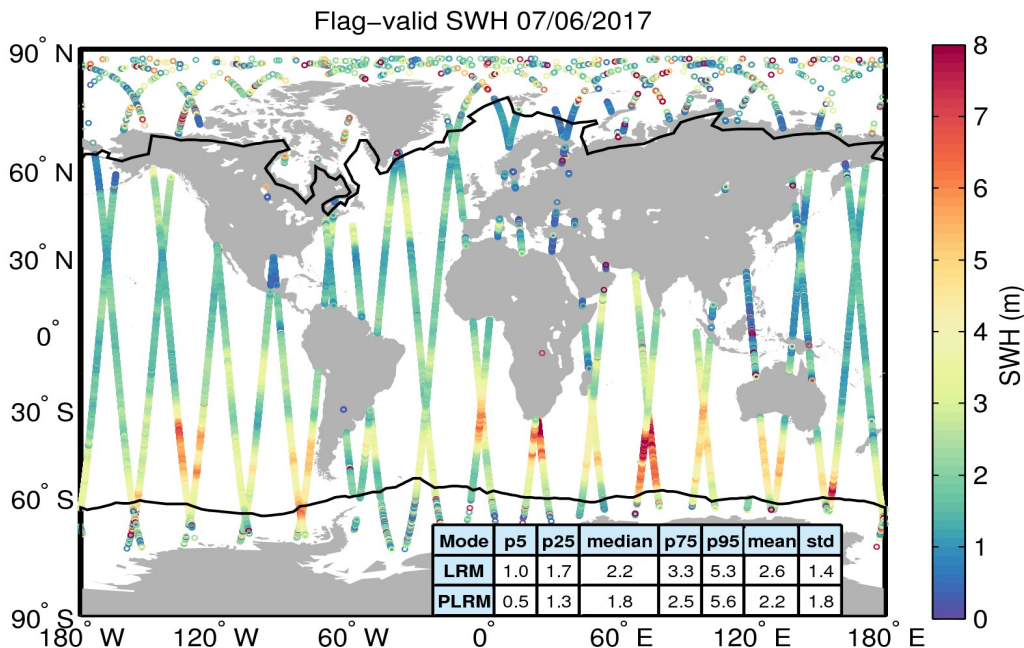 Flag–valid SWH 07/06/2017
90° N
60° N
30° N
0°
30° S
60° S
90° S
180° W
120° W
60° W
0°
60° E
120° E
180° E
8
7
6
5
4
3
2
1
0
SWH (m)
Mode p5 p25 median p75 p95 mean std
LRM 1.0 1.7 2.2 3.3 5.3 2.6 1.4
PLRM 0.5 1.3 1.8 2.5 5.6 2.2 1.8